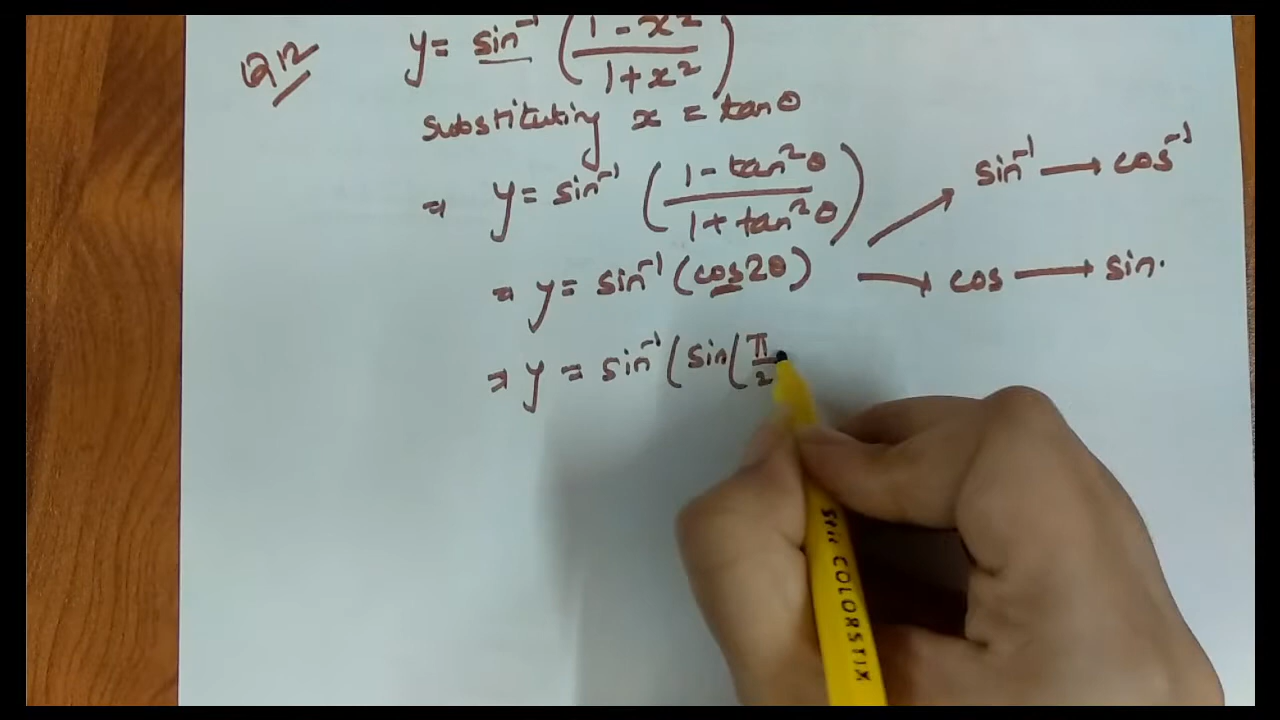 Q12 y = sin⁻¹ (1 - x² / 1 + x²)
substituting x = tanθ
⇒ y = sin⁻¹ (1 - tan²θ / 1 + tan²θ) sin⁻¹ → cos⁻¹
⇒ y = sin⁻¹ (cos2θ) → cos → sin.
⇒ y = sin⁻¹ (sin(π/2
COLORSTIX